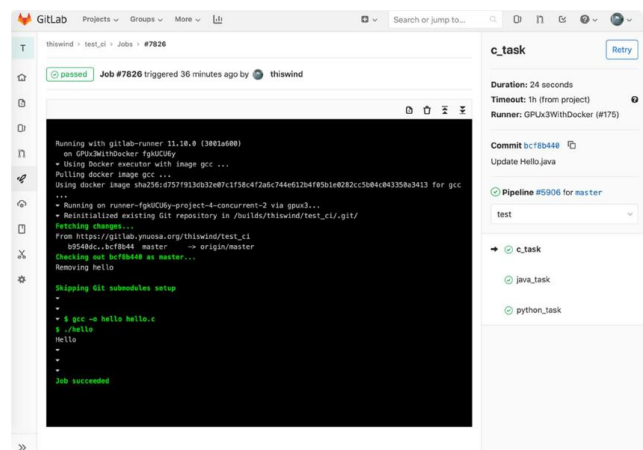 GitLab Projects Groups More Search or jump to...
T
thiswind > test_ci > Jobs > #7826
passed Job #7826 triggered 36 minutes ago by thiswind
Running with gitlab-runner 11.10.0 (3001a600)
on GPUx3WithDocker fgkUCU6y
Using Docker executor with image gcc ...
Pulling docker image gcc ...
Using docker image sha256:d757f913db32e07c1f58c4f2a6c744e612b4f05b1e0282cc5b04c043350a3413 for gcc
...
Running on runner-fgkUCU6y-project-4-concurrent-2 via gpux3...
Reinitialized existing Git repository in /builds/thiswind/test_ci/.git/
Fetching changes...
From https://gitlab.ynuosa.org/thiswind/test_ci
b9540dc..bcf8b44 master -> origin/master
Checking out bcf8b440 as master...
Removing hello
Skipping Git submodules setup
$ gcc -o hello hello.c
$ ./hello
Hello
Job succeeded
c_task Retry
Duration: 24 seconds
Timeout: 1h (from project)
Runner: GPUx3WithDocker (#175)
Commit bcf8b440
Update Hello.java
Pipeline #5906 for master
test
c_task
java_task
python_task